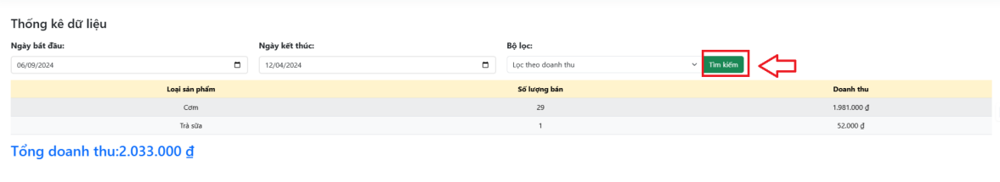 Thống kê dữ liệu
Ngày bắt đầu: Ngày kết thúc: Bộ lọc:
06/09/2024 12/04/2024 Lọc theo doanh thu Tìm kiếm
Loại sản phẩm Số lượng bán Doanh thu
Cơm 29 1.981.000 ₫
Trà sữa 1 52.000 ₫
Tổng doanh thu:2.033.000 ₫